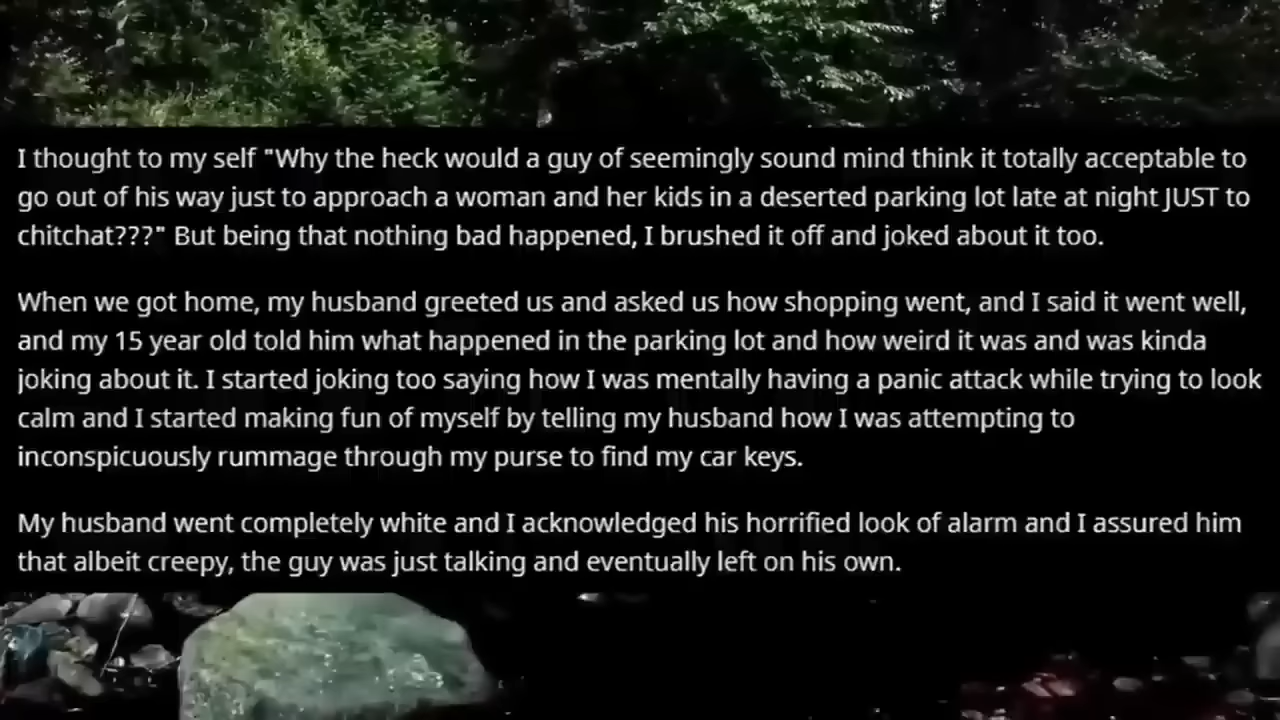 I thought to my self "Why the heck would a guy of seemingly sound mind think it totally acceptable to
go out of his way just to approach a woman and her kids in a deserted parking lot late at night JUST to
chitchat???" But being that nothing bad happened, I brushed it off and joked about it too.
When we got home, my husband greeted us and asked us how shopping went, and I said it went well,
and my 15 year old told him what happened in the parking lot and how weird it was and was kinda
joking about it. I started joking too saying how I was mentally having a panic attack while trying to look
calm and I started making fun of myself by telling my husband how I was attempting to
inconspicuously rummage through my purse to find my car keys.
My husband went completely white and I acknowledged his horrified look of alarm and I assured him
that albeit creepy, the guy was just talking and eventually left on his own.